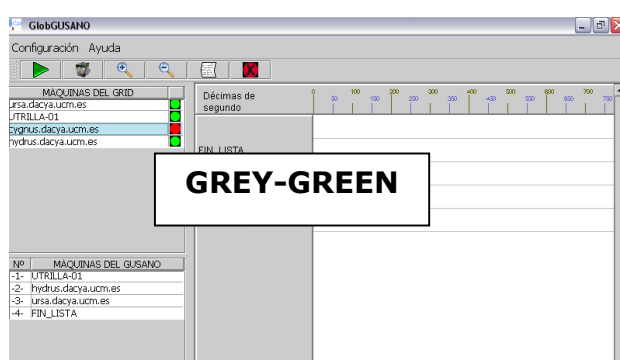 GlobGUSANO
Configuración Ayuda
MÁQUINAS DEL GRID
ursa.dacya.ucm.es
UTRILLA-01
cygnus.dacya.ucm.es
hydrus.dacya.ucm.es
Décimas de
segundo
0 100 200 300 400 500 600 700
50 150 250 350 450 550 650 750
FIN_LISTA
GREY-GREEN
Nº MÁQUINAS DEL GUSANO
-1- UTRILLA-01
-2- hydrus.dacya.ucm.es
-3- ursa.dacya.ucm.es
-4- FIN_LISTA